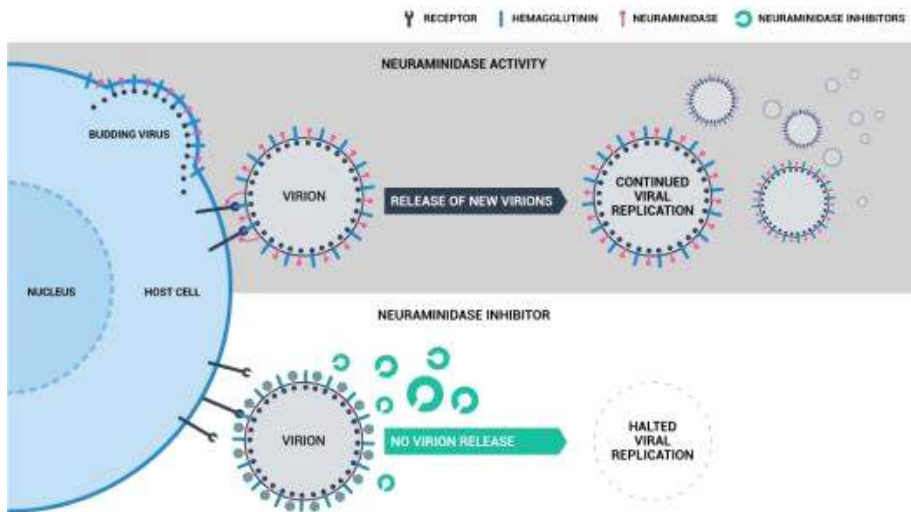 RECEPTOR HEMAGGLUTININ NEURAMINIDASE NEURAMINIDASE INHIBITORS
NEURAMINIDASE ACTIVITY
BUDDING VIRUS
VIRION
RELEASE OF NEW VIRIONS
CONTINUED
VIRAL
REPLICATION
NUCLEUS
HOST CELL
NEURAMINIDASE INHIBITOR
VIRION
NO VIRION RELEASE
HALTED
VIRAL
REPLICATION